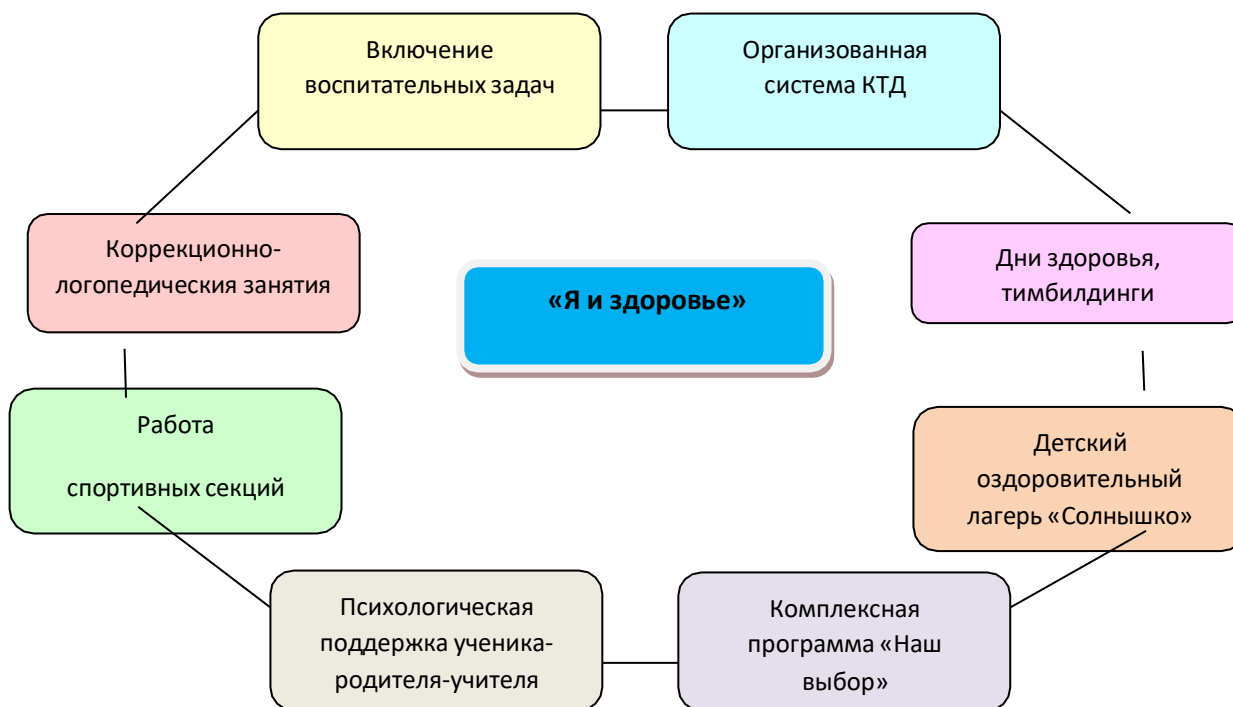 Включение
воспитательных задач
Организованная
система КТД
Коррекционно-
логопедическия занятия
«Я и здоровье»
Дни здоровья,
тимбилдинги
Работа
спортивных секций
Детский
оздоровительный
лагерь «Солнышко»
Психологическая
поддержка ученика-
родителя-учителя
Комплексная
программа «Наш
выбор»